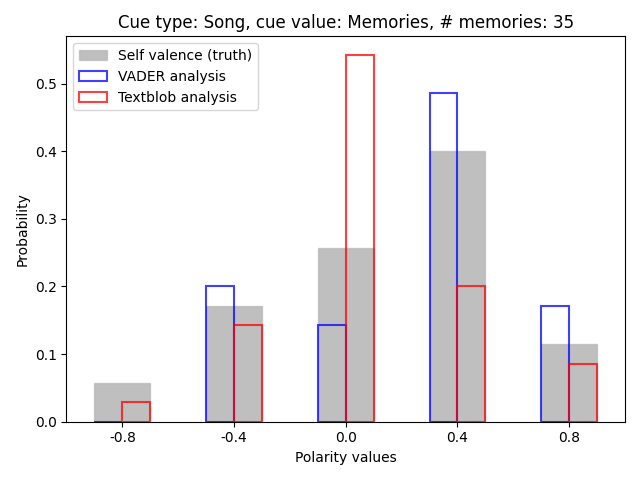 Cue type: Song, cue value: Memories, # memories: 35
Self valence (truth)
VADER analysis
Textblob analysis
Probability
0.5
0.4
0.3
0.2
0.1
0.0
-0.8 -0.4 0.0 0.4 0.8
Polarity values